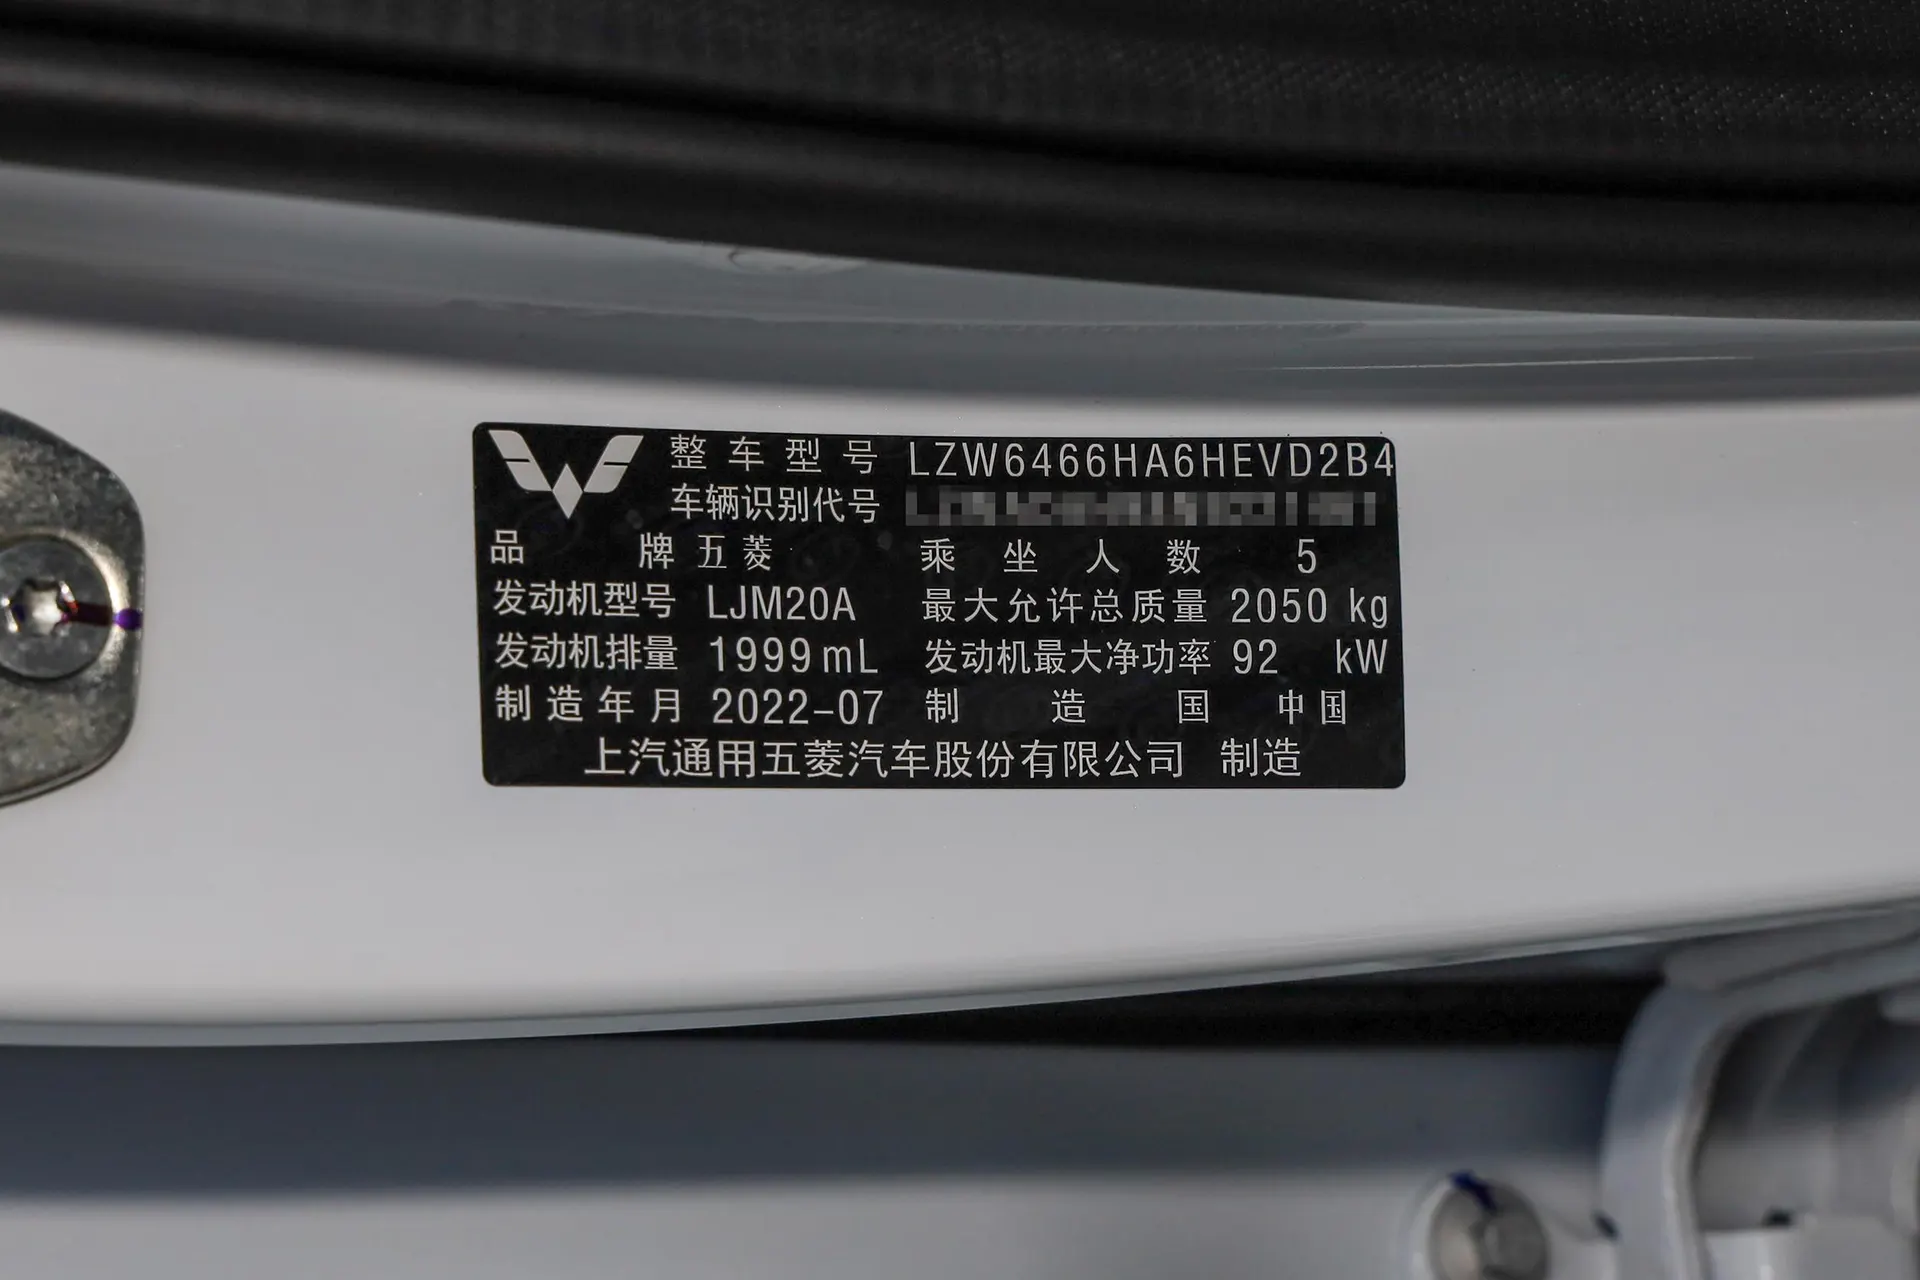 整车型号 LZW6466HA6HEVD2B4
车辆识别代号
品牌 五菱 乘坐人数 5
发动机型号 LJM20A 最大允许总质量 2050 kg
发动机排量 1999mL 发动机最大净功率 92 kW
制造年月 2022-07 制造国 中国
上汽通用五菱汽车股份有限公司 制造